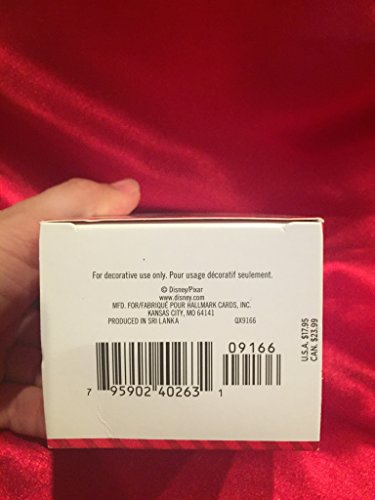 For decorative use only. Pour usage décoratif seulement.
© Disney/Pixar
www.disney.com
MFD. FOR/FABRIQUÉ POUR HALLMARK CARDS, INC.
KANSAS CITY, MO 64141
PRODUCED IN SRI LANKA QX9166
U.S.A. $17.95
CAN. $23.99
09166
7 95902 40263 1